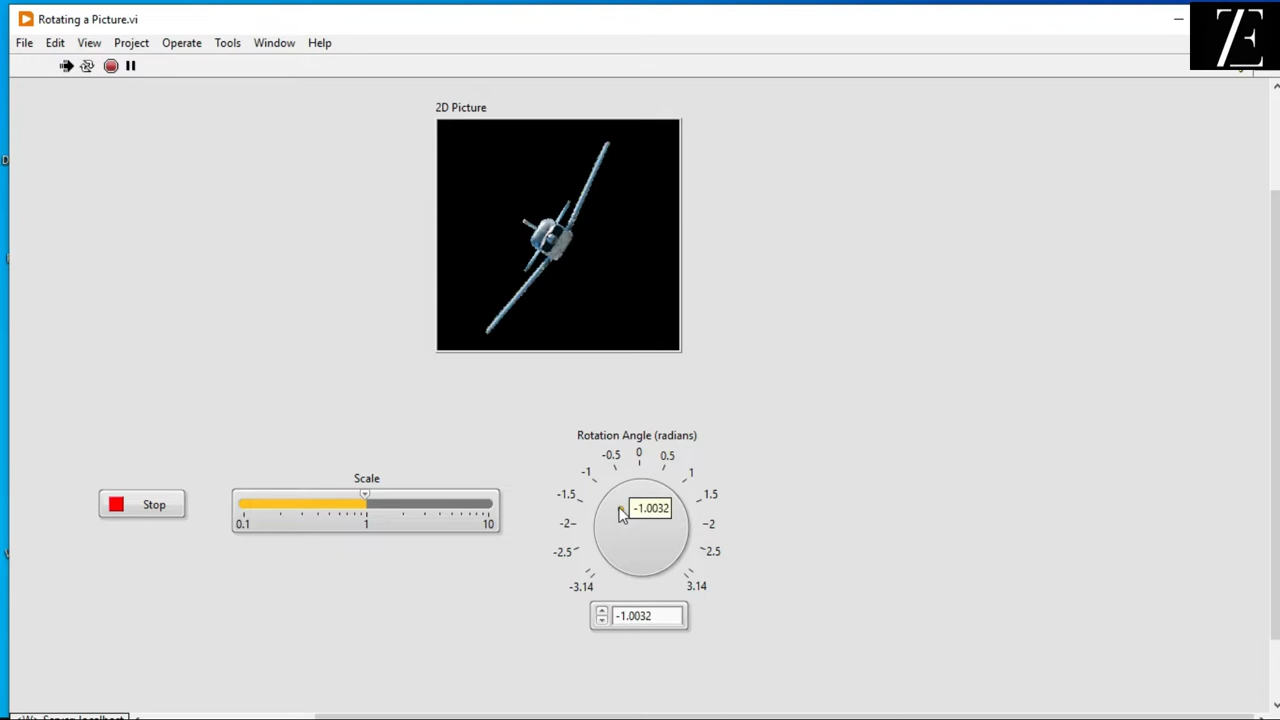 Rotating a Picture.vi
File Edit View Project Operate Tools Window Help
2D Picture
Rotation Angle (radians)
-0.5 0 0.5
-1 1
-1.5 1.5
-2 2
-2.5 2.5
-3.14 3.14
-1.0032
-1.0032
Scale
0.1 1 10
Stop
ZE